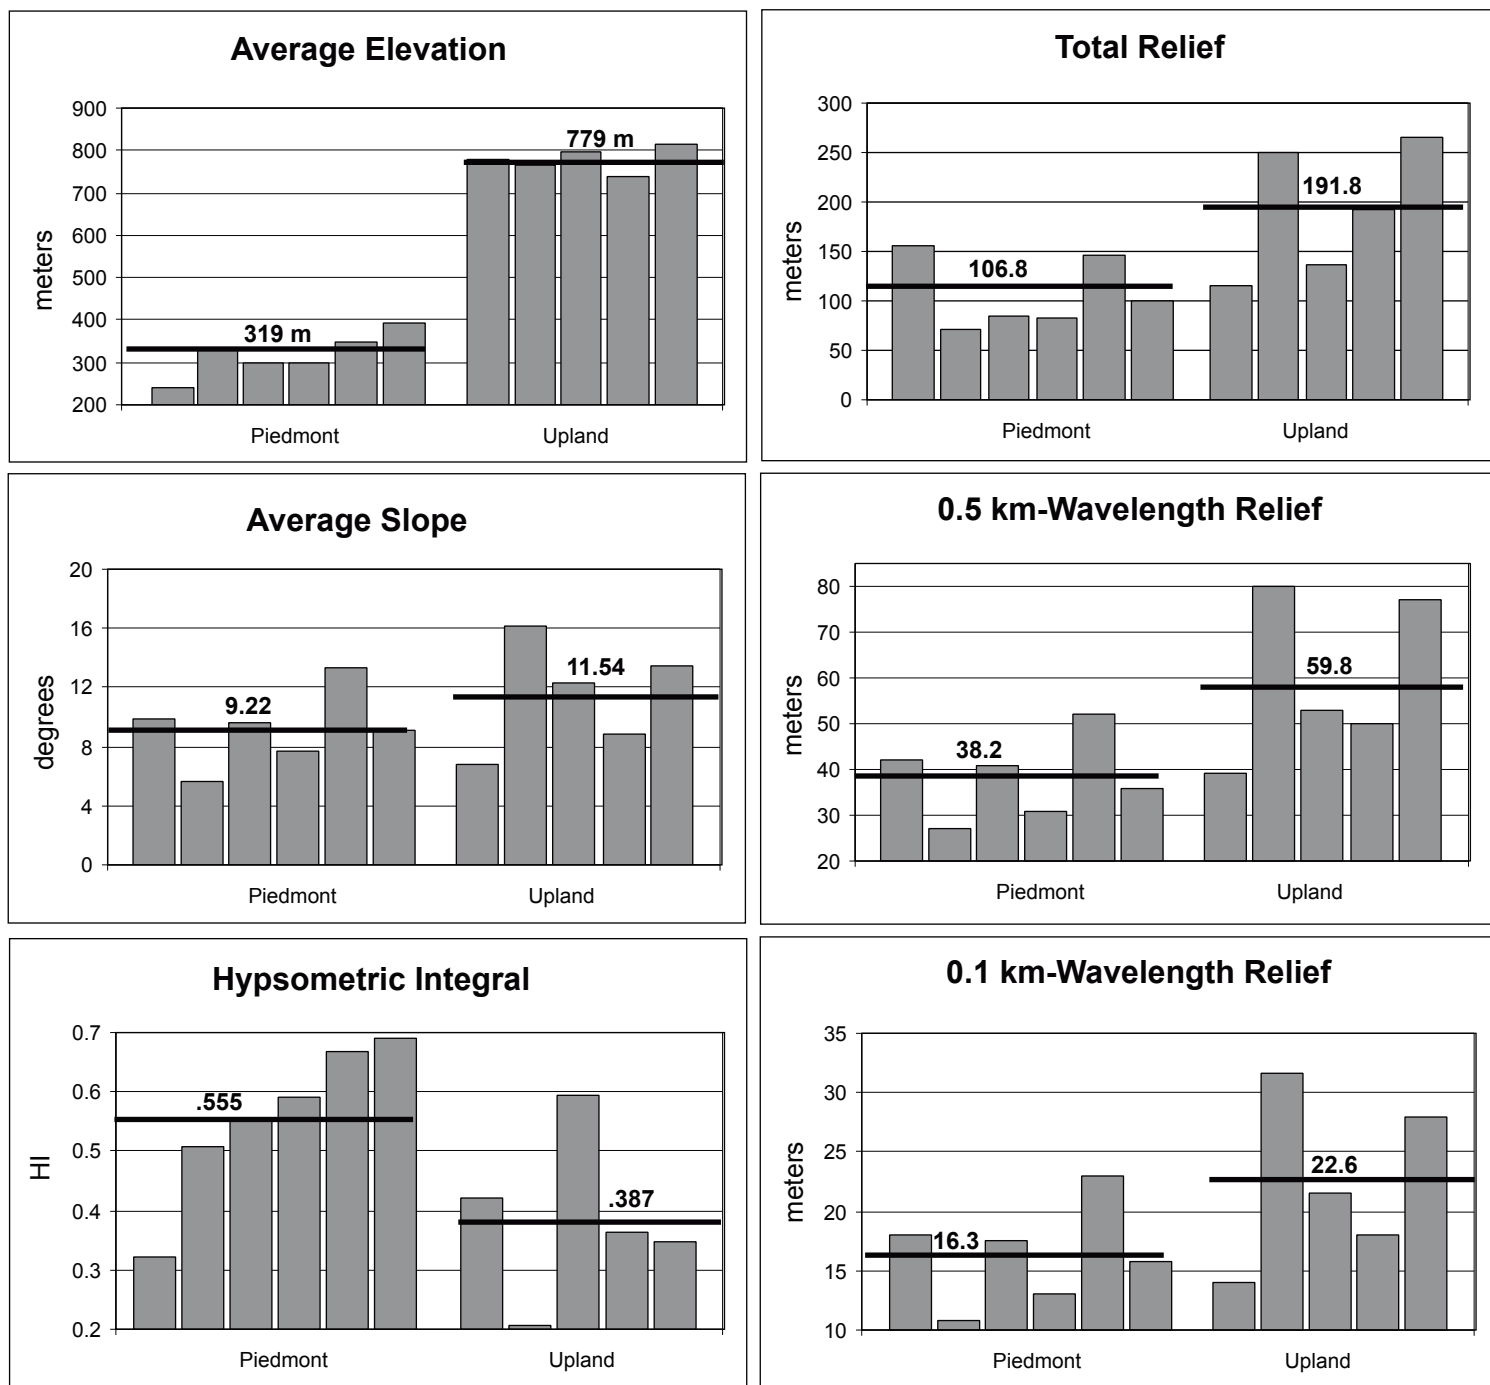 Average Elevation
900
800
700
600
500
400
300
200
meters
779 m
319 m
Piedmont
Upland
Total Relief
300
250
200
150
100
50
0
meters
191.8
106.8
Piedmont
Upland
Average Slope
20
16
12
8
4
0
degrees
11.54
9.22
Piedmont
Upland
0.5 km-Wavelength Relief
80
70
60
50
40
30
20
meters
59.8
38.2
Piedmont
Upland
Hypsometric Integral
0.7
0.6
0.5
0.4
0.3
0.2
HI
.555
.387
Piedmont
Upland
0.1 km-Wavelength Relief
35
30
25
20
15
10
meters
22.6
16.3
Piedmont
Upland